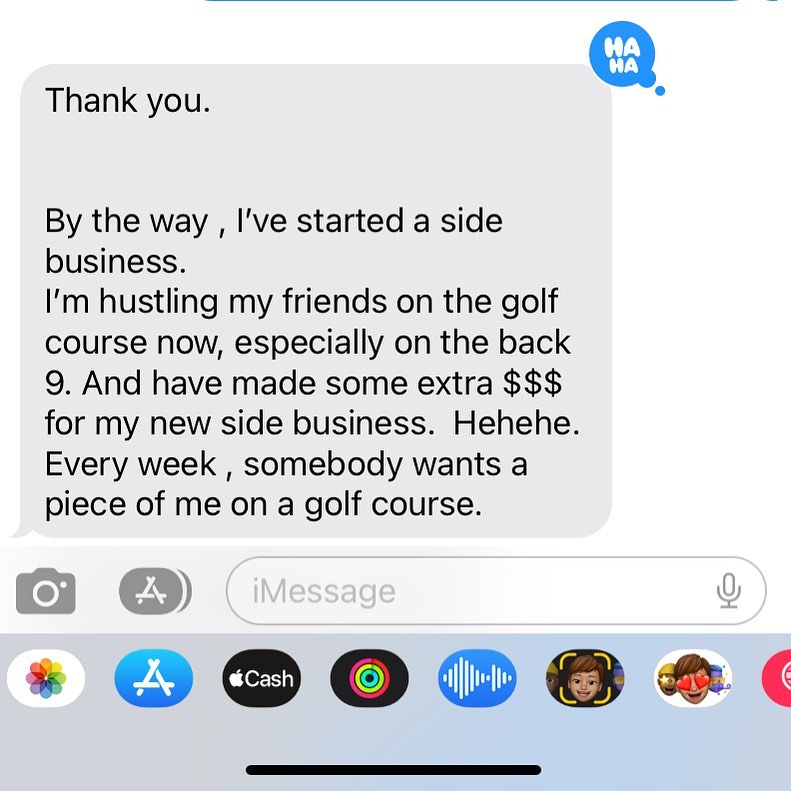 HA
HA
Thank you.
By the way , I’ve started a side
business.
I’m hustling my friends on the golf
course now, especially on the back
9. And have made some extra $$$
for my new side business.  Hehehe.
Every week , somebody wants a
piece of me on a golf course.
iMessage
Cash